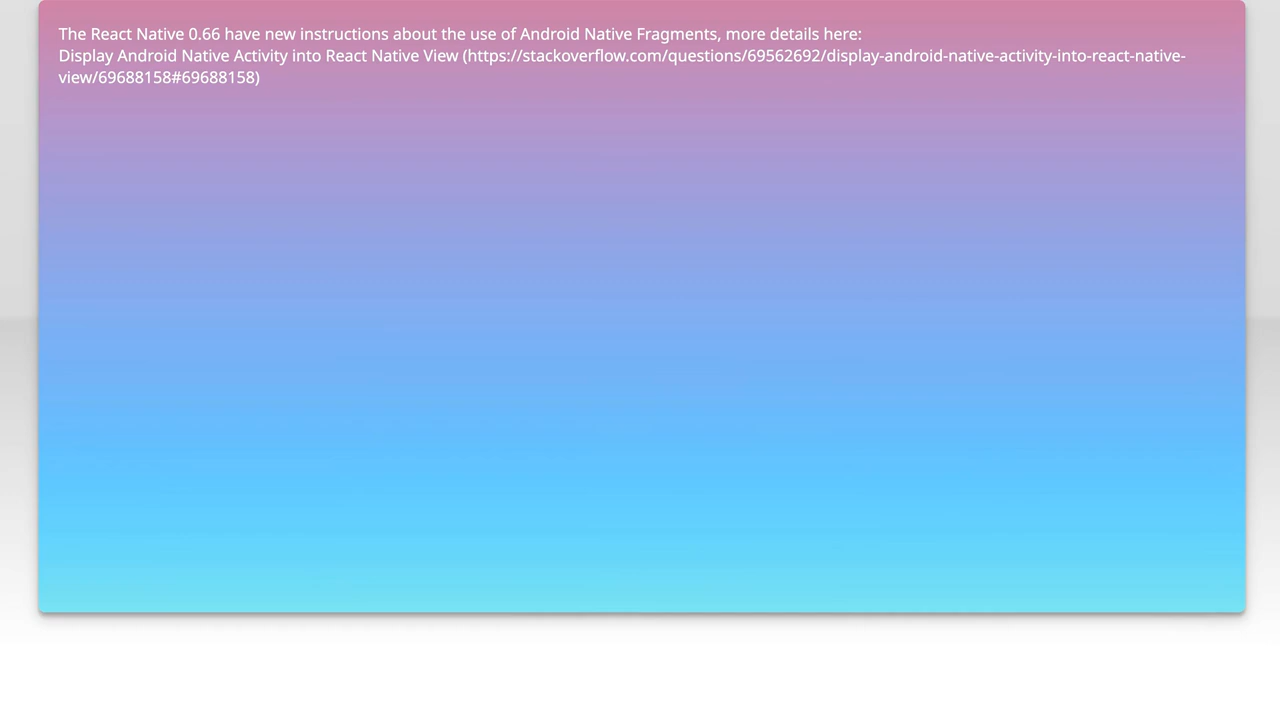 The React Native 0.66 have new instructions about the use of Android Native Fragments, more details here:
Display Android Native Activity into React Native View (https://stackoverflow.com/questions/69562692/display-android-native-activity-into-react-native-
view/69688158#69688158)